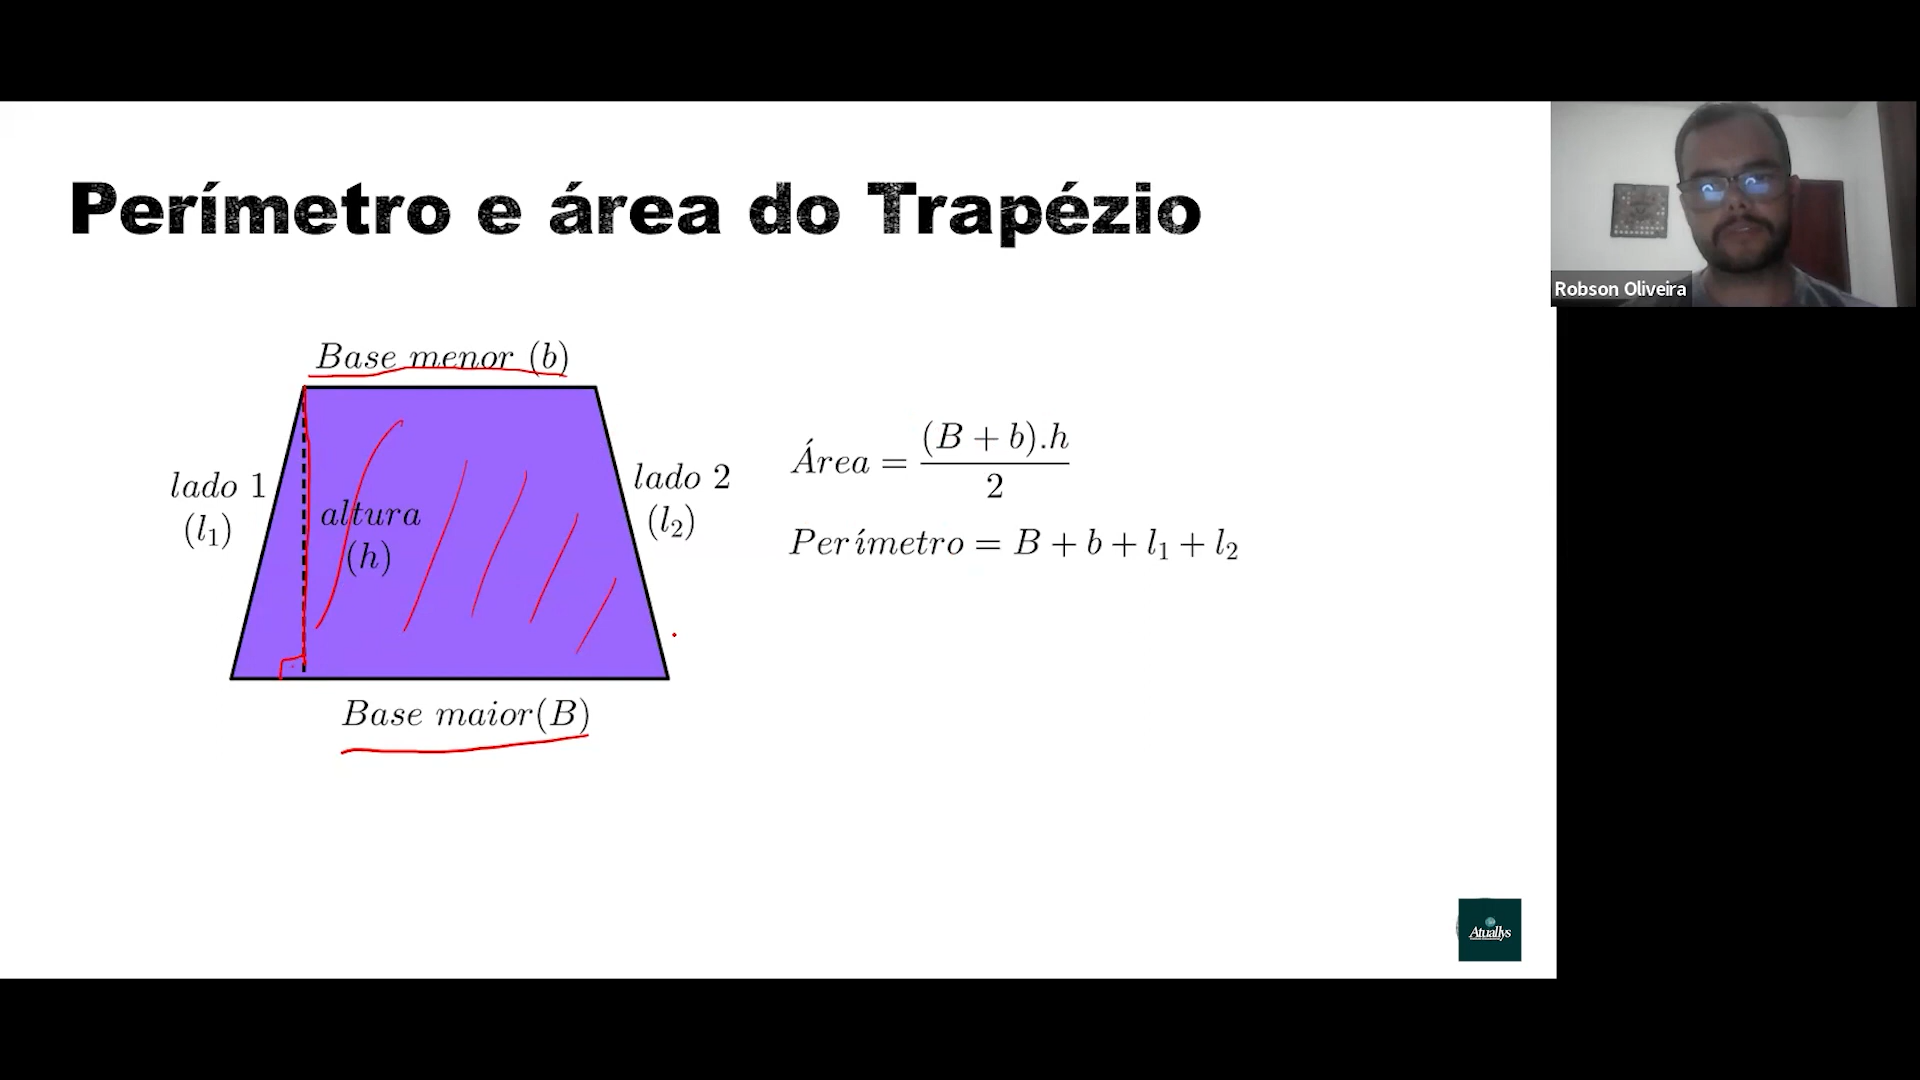 Perímetro e área do Trapézio
Robson Oliveira
Base menor (b)
lado 1
(l₁)
altura
(h)
lado 2
(l₂)
Base maior(B)
Área = (B + b).h / 2
Perímetro = B + b + l₁ + l₂
Atuallys